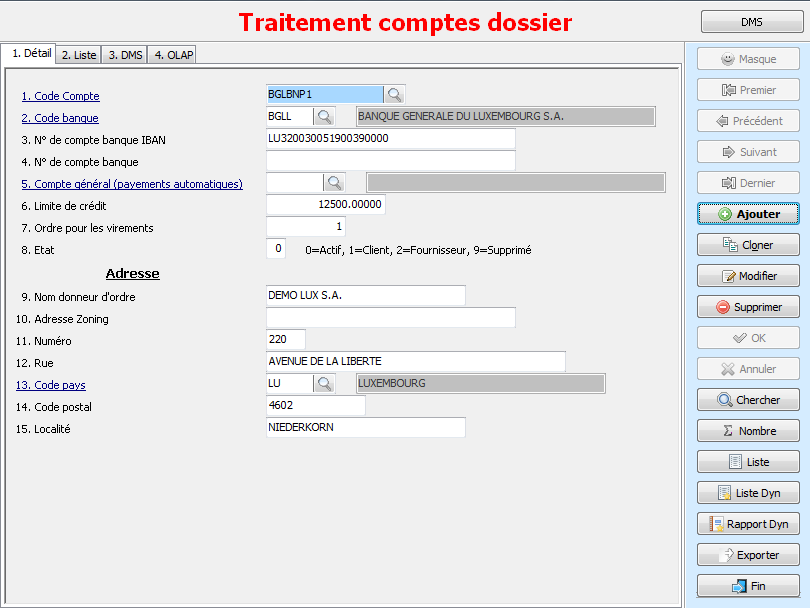 Traitement comptes dossier
DMS
1. Détail 2. Liste 3. DMS 4. OLAP
1. Code Compte BGLBNP1
2. Code banque BGLL BANQUE GENERALE DU LUXEMBOURG S.A.
3. N° de compte banque IBAN LU320030051900390000
4. N° de compte banque
5. Compte général (payements automatiques)
6. Limite de crédit 12500.00000
7. Ordre pour les virements 1
8. Etat 0 0=Actif, 1=Client, 2=Fournisseur, 9=Supprimé
Adresse
9. Nom donneur d'ordre DEMO LUX S.A.
10. Adresse Zoning
11. Numéro 220
12. Rue AVENUE DE LA LIBERTE
13. Code pays LU LUXEMBOURG
14. Code postal 4602
15. Localité NIEDERKORN
Masque
Premier
Précédent
Suivant
Dernier
Ajouter
Cloner
Modifier
Supprimer
OK
Annuler
Chercher
Nombre
Liste
Liste Dyn
Rapport Dyn
Exporter
Fin